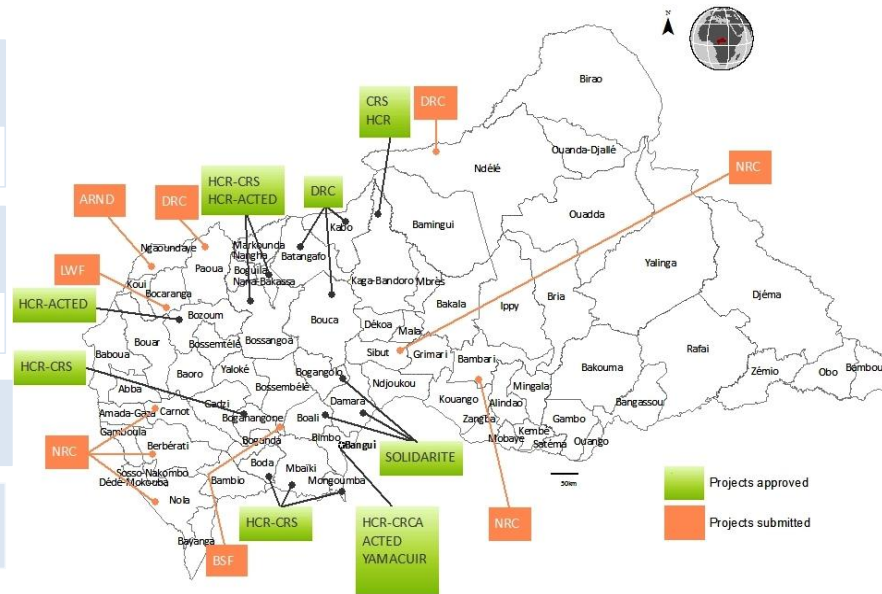 N
Birao
CRS
HCR
DRC
Ouanda-Djallé
Ndélé
NRC
HCR-CRS
HCR-ACTED
DRC
ARND
DRC
Ouadda
Kabo
Bamingui
Markounda
Ngaoundaye
Nangha
Boguila
Batangafo
Paoua
Nana-Bakassa
Yalinga
LWF
Koui
Kaga-Bandoro
Mbrès
Bocaranga
Bakala
Ippy
Bria
Djéma
HCR-ACTED
Bozoum
Bouca
Dékoa
Mala
Bouar
Bossemtélé
Bossangoa
Baboua
Sibut
Grimari
Bambari
Rafai
HCR-CRS
Baoro
Yaloké
Bogangolo
Ndjoukou
Bakouma
Zémio
Obo
Bambou
Abba
Bossembélé
Mingala
Gadzi
Damara
Kouango
Alindao
Bangassou
Amada-Gaza
Carnot
Boganangone
Boali
Zangba
Kembé
Gambo
Gamboula
Boganda
Bimbo
Bangui
Mobaye
Satéma
Ouango
NRC
Berbérati
SOLIDARITE
Boda
Mbaïki
Sosso-Nakombo
Dédé-Mokouba
Bambio
Mongoumba
50km
Projects approved
Nola
HCR-CRS
HCR-CRCA
ACTED
YAMACUIR
NRC
Projects submitted
Bayanga
BSF